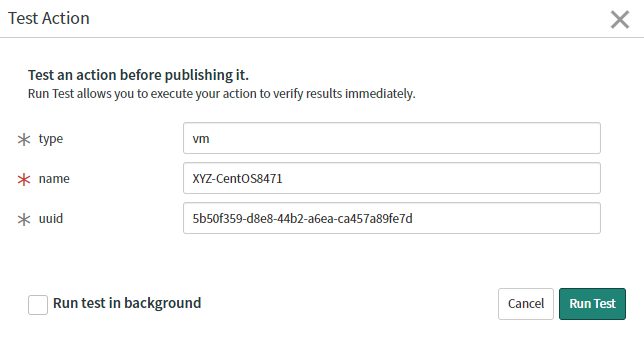 Test Action
Test an action before publishing it.
Run Test allows you to execute your action to verify results immediately.
type
vm
name
XYZ-CentOS8471
uuid
5b50f359-d8e8-44b2-a6ea-ca457a89fe7d
Run test in background
Cancel
Run Test